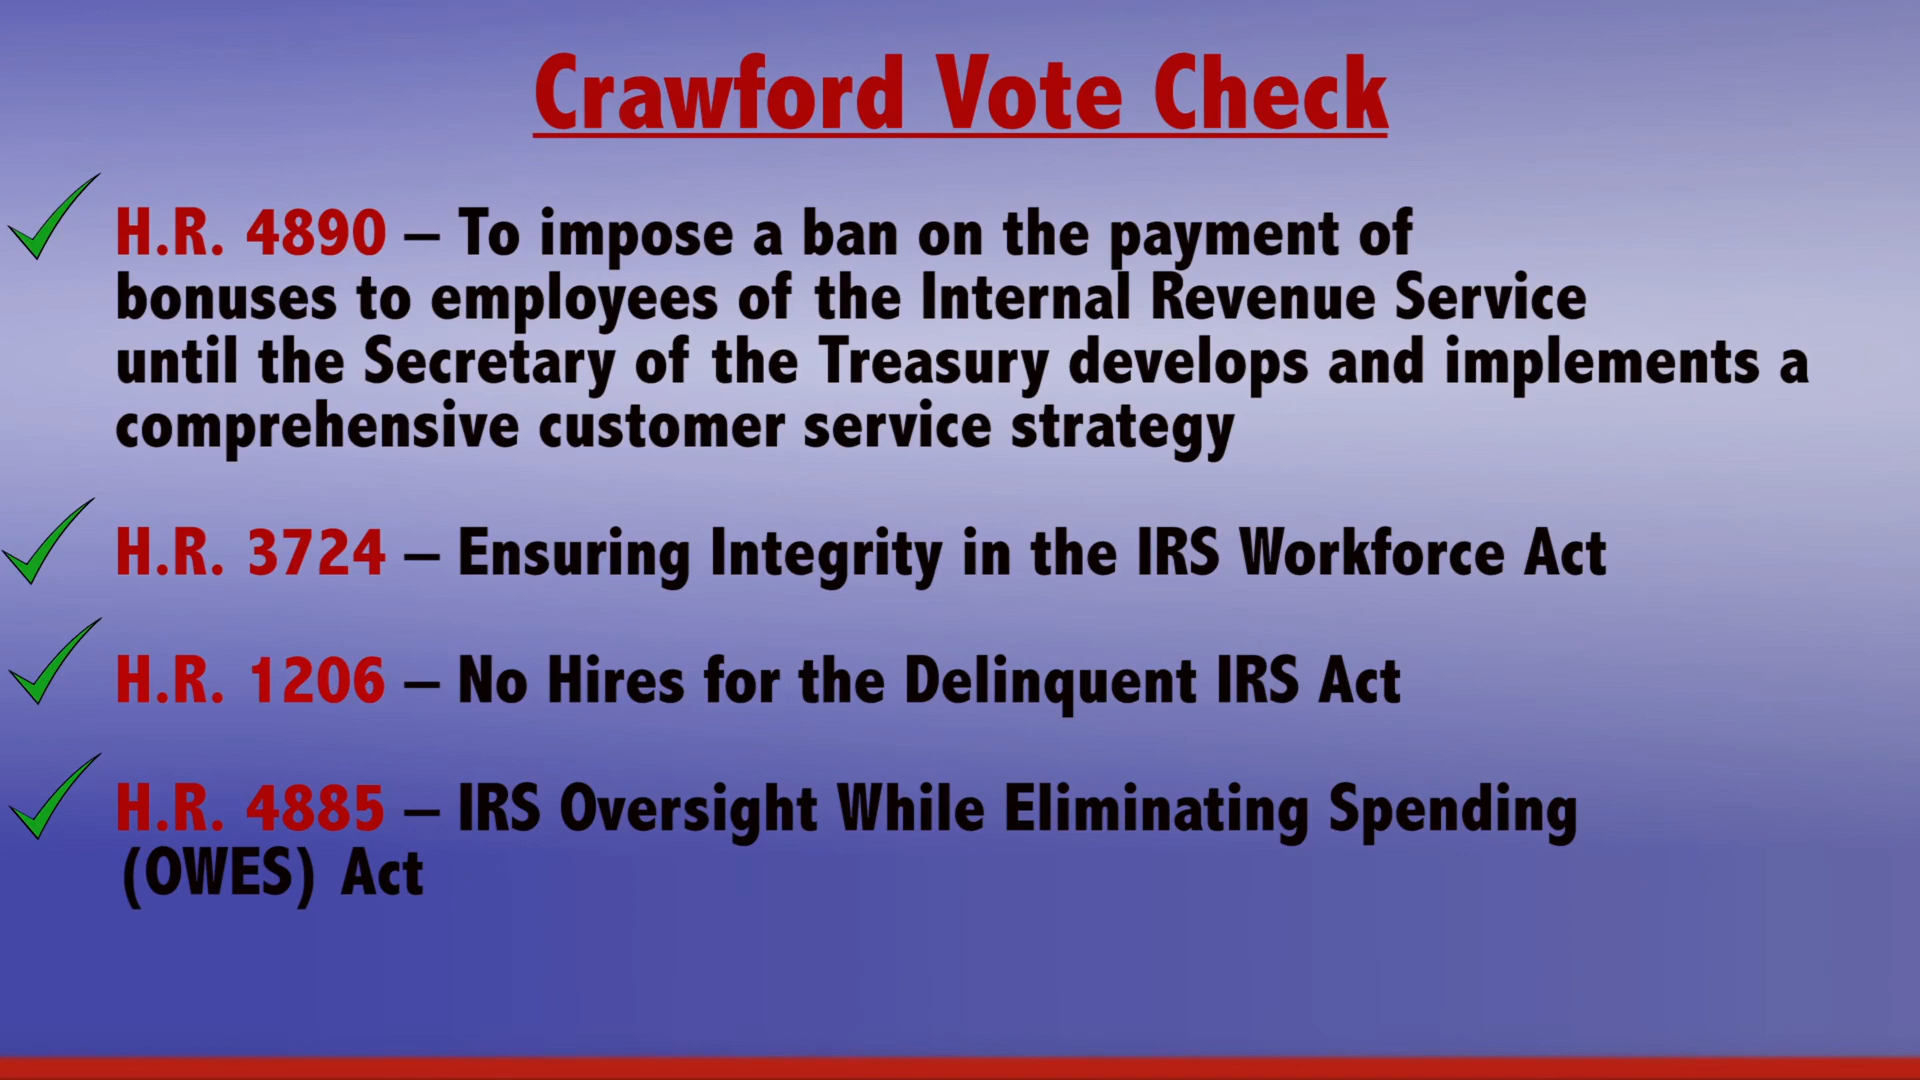 Crawford Vote Check
H.R. 4890 – To impose a ban on the payment of
bonuses to employees of the Internal Revenue Service
until the Secretary of the Treasury develops and implements a
comprehensive customer service strategy
H.R. 3724 – Ensuring Integrity in the IRS Workforce Act
H.R. 1206 – No Hires for the Delinquent IRS Act
H.R. 4885 – IRS Oversight While Eliminating Spending
(OWES) Act